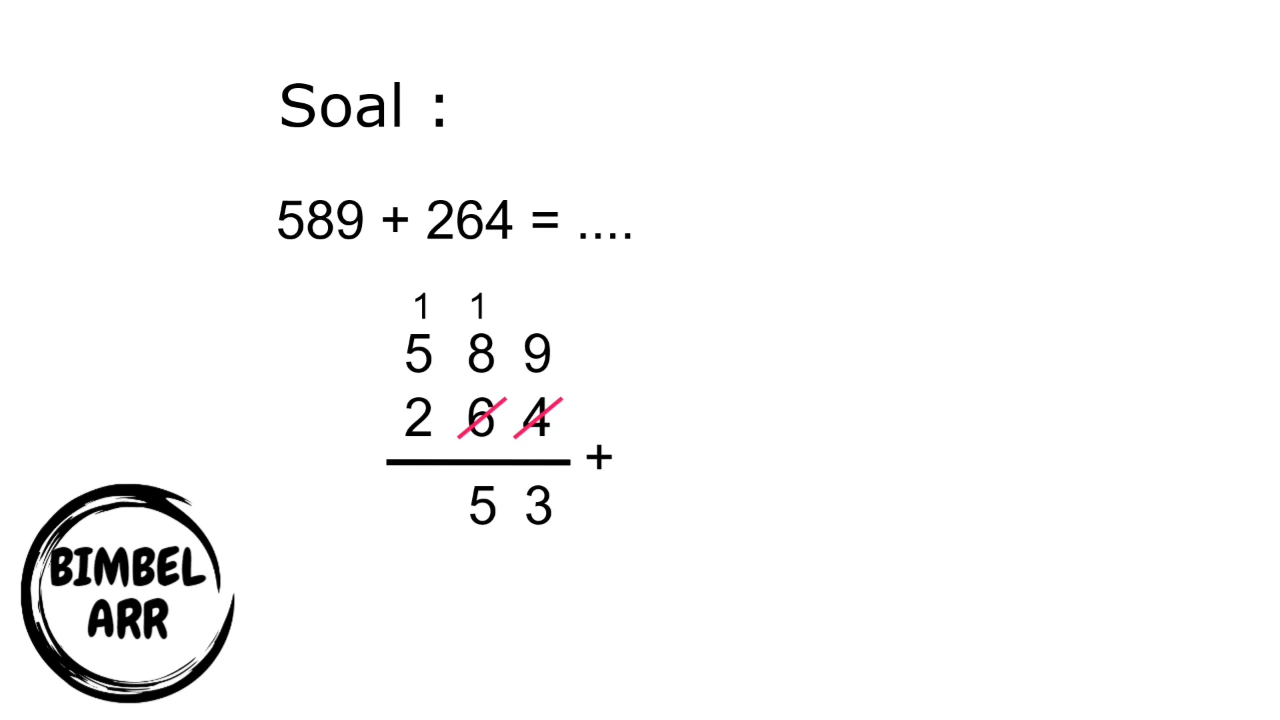 Soal :
589 + 264 = ....
1 1
5 8 9
2 6 4
+
5 3
BIMBEL
ARR